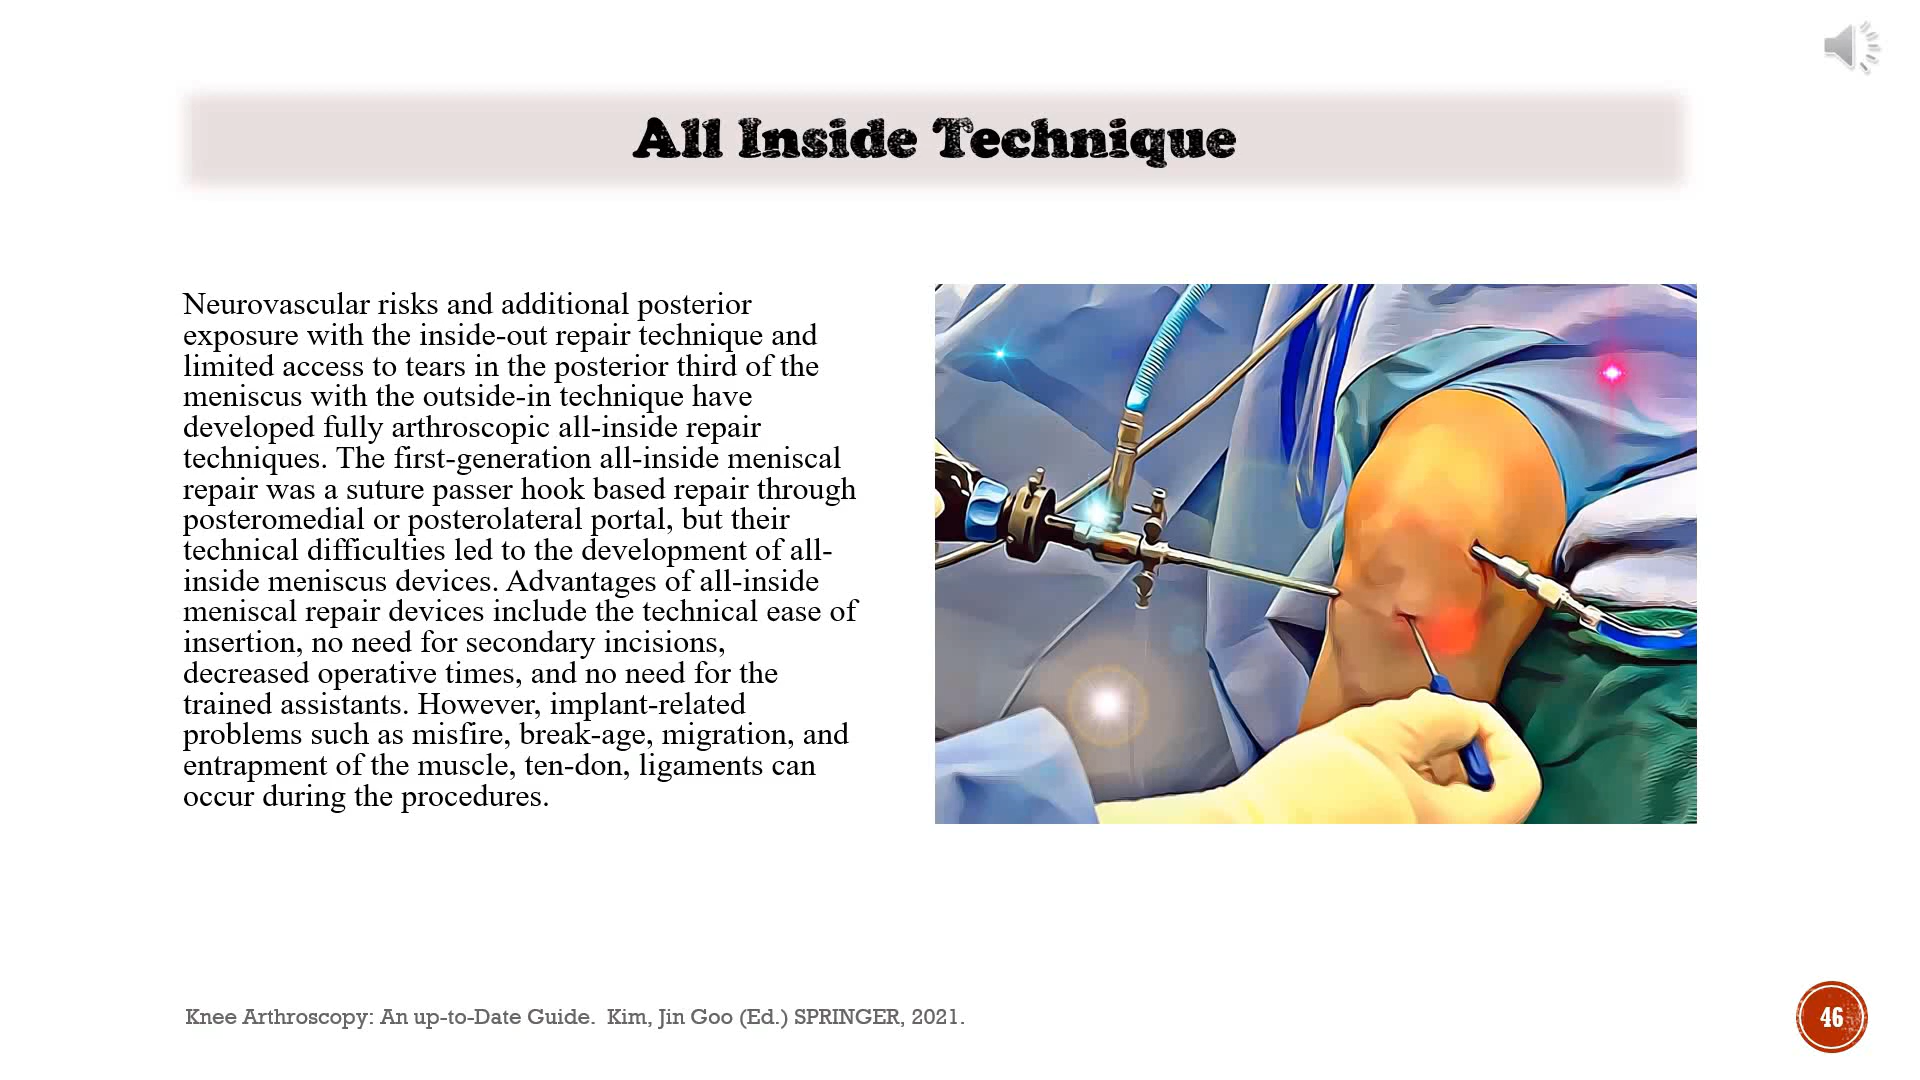 All Inside Technique
Neurovascular risks and additional posterior
exposure with the inside-out repair technique and
limited access to tears in the posterior third of the
meniscus with the outside-in technique have
developed fully arthroscopic all-inside repair
techniques. The first-generation all-inside meniscal
repair was a suture passer hook based repair through
posteromedial or posterolateral portal, but their
technical difficulties led to the development of all-
inside meniscus devices. Advantages of all-inside
meniscal repair devices include the technical ease of
insertion, no need for secondary incisions,
decreased operative times, and no need for the
trained assistants. However, implant-related
problems such as misfire, break-age, migration, and
entrapment of the muscle, ten-don, ligaments can
occur during the procedures.
Knee Arthroscopy: An up-to-Date Guide. Kim, Jin Goo (Ed.) SPRINGER, 2021.
46